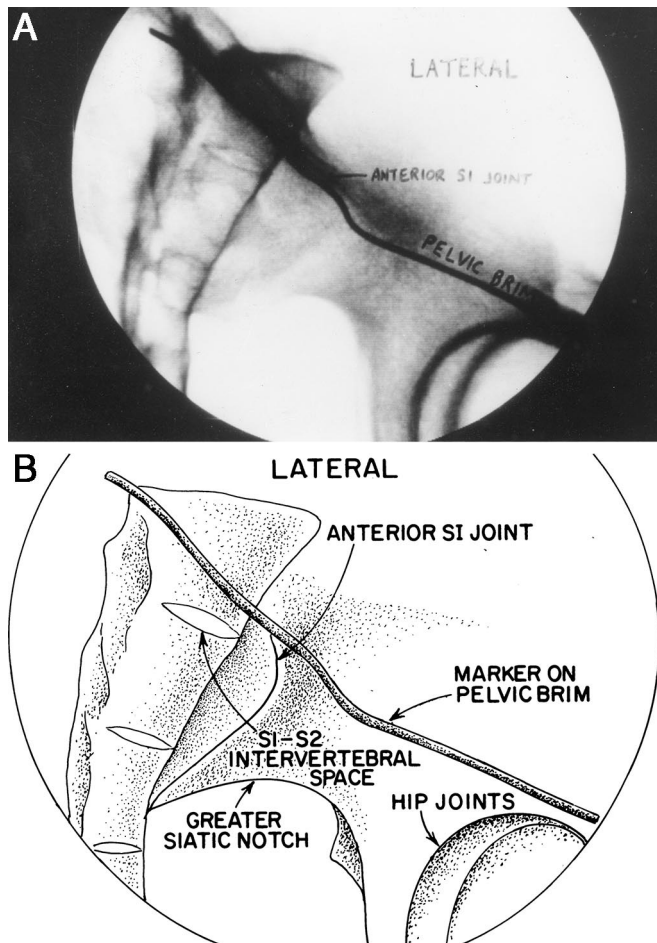 A
LATERAL
ANTERIOR SI JOINT
PELVIC BRIM
B
LATERAL
ANTERIOR SI JOINT
MARKER ON
PELVIC BRIM
S1-S2
INTERVERTEBRAL
SPACE
HIP JOINTS
GREATER
SIATIC NOTCH